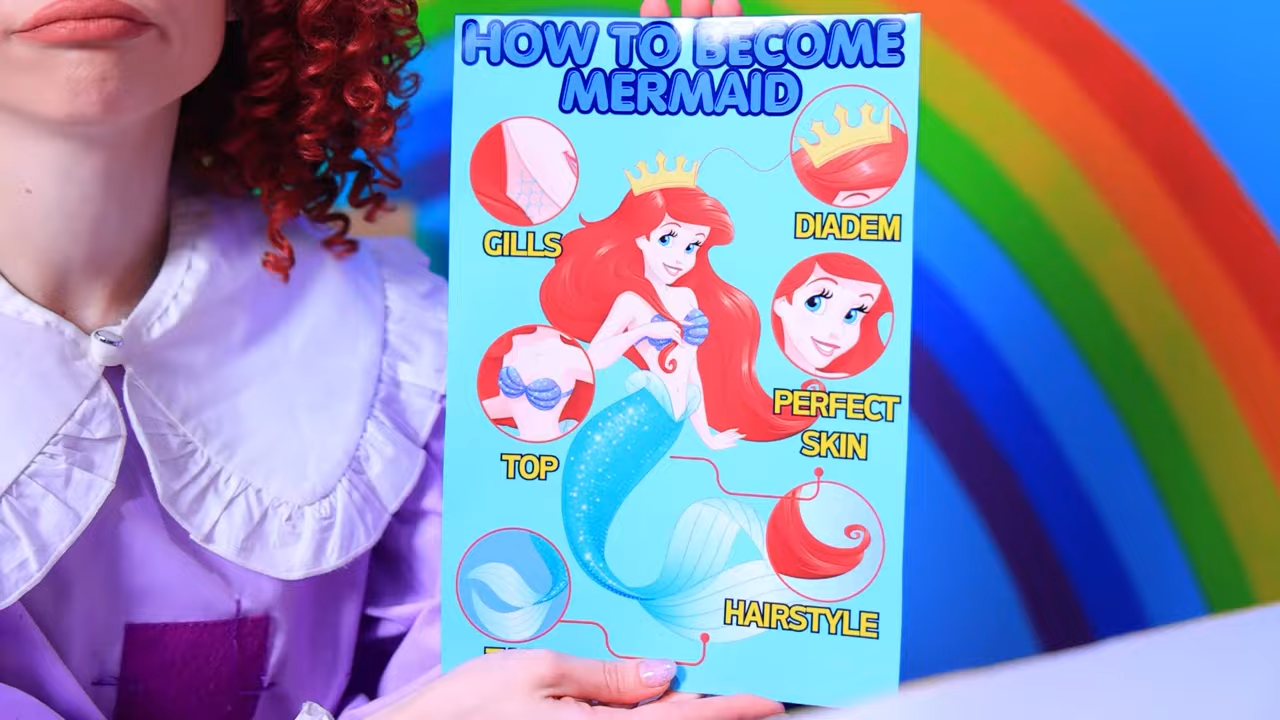 HOW TO BECOME
MERMAID
GILLS
DIADEM
PERFECT
SKIN
TOP
HAIRSTYLE